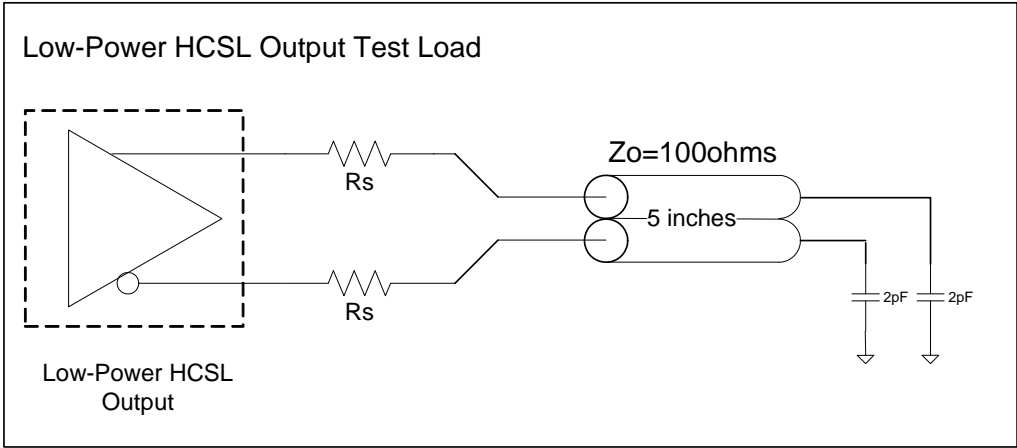 Low-Power HCSL Output Test Load
Rs
Zo=100ohms
5 inches
Rs
2pF
2pF
Low-Power HCSL
Output